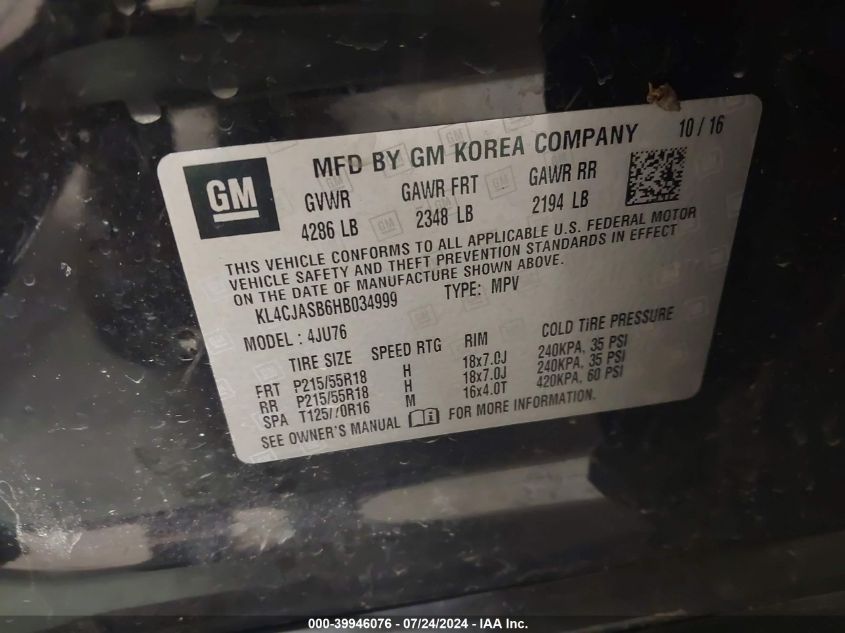 GM
MFD BY GM KOREA COMPANY 10/16
GVWR GAWR FRT GAWR RR
4286 LB 2348 LB 2194 LB
THIS VEHICLE CONFORMS TO ALL APPLICABLE U.S. FEDERAL MOTOR
VEHICLE SAFETY AND THEFT PREVENTION STANDARDS IN EFFECT
ON THE DATE OF MANUFACTURE SHOWN ABOVE.
KL4CJASB6HB034999 TYPE: MPV
MODEL: 4JU76
TIRE SIZE SPEED RTG RIM COLD TIRE PRESSURE
FRT P215/55R18 H 18x7.0J 240KPA, 35 PSI
RR P215/55R18 H 18x7.0J 240KPA, 35 PSI
SPA T125/70R16 M 16x4.0T 420KPA, 60 PSI
SEE OWNER'S MANUAL FOR MORE INFORMATION.
000-39946076 / 07/24/2024 - IAA Inc.